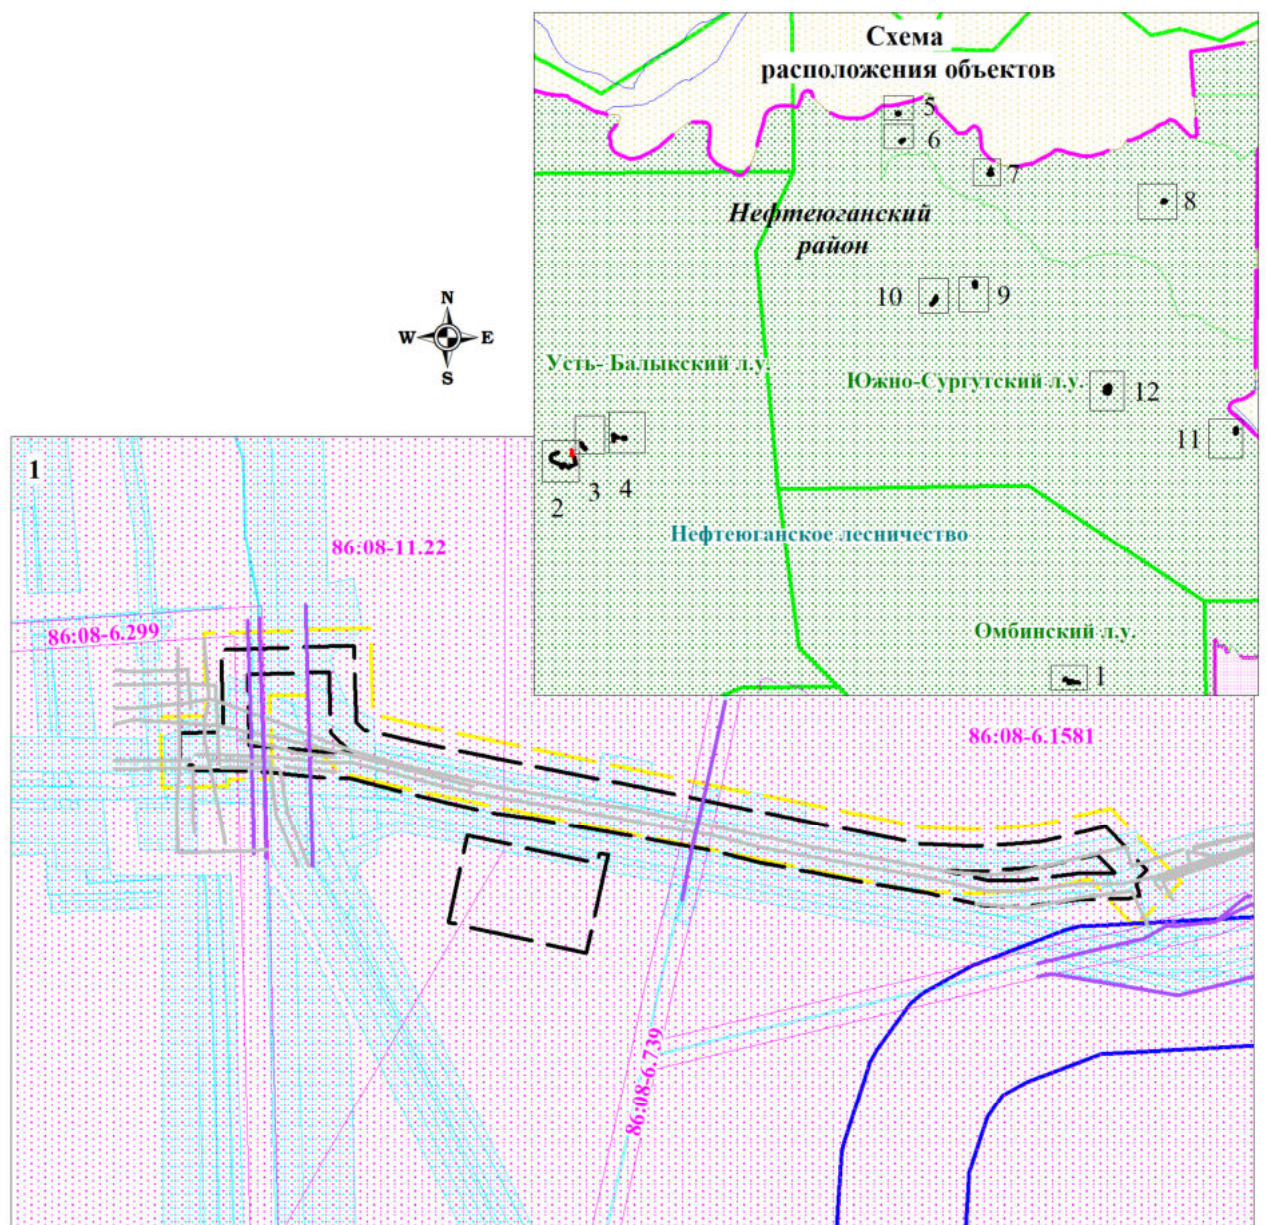 Схема
расположения объектов
5
6
7
8
Нефтеюганский
район
10
9
N
W E
S
Усть- Балыкский л.у.
Южно-Сургутский л.у.
12
11
2
3
4
1
86:08-11.22
Нефтеюганское лесничество
86:08-6.299
Омбинский л.у.
1
86:08-6.1581
86:08-6.739